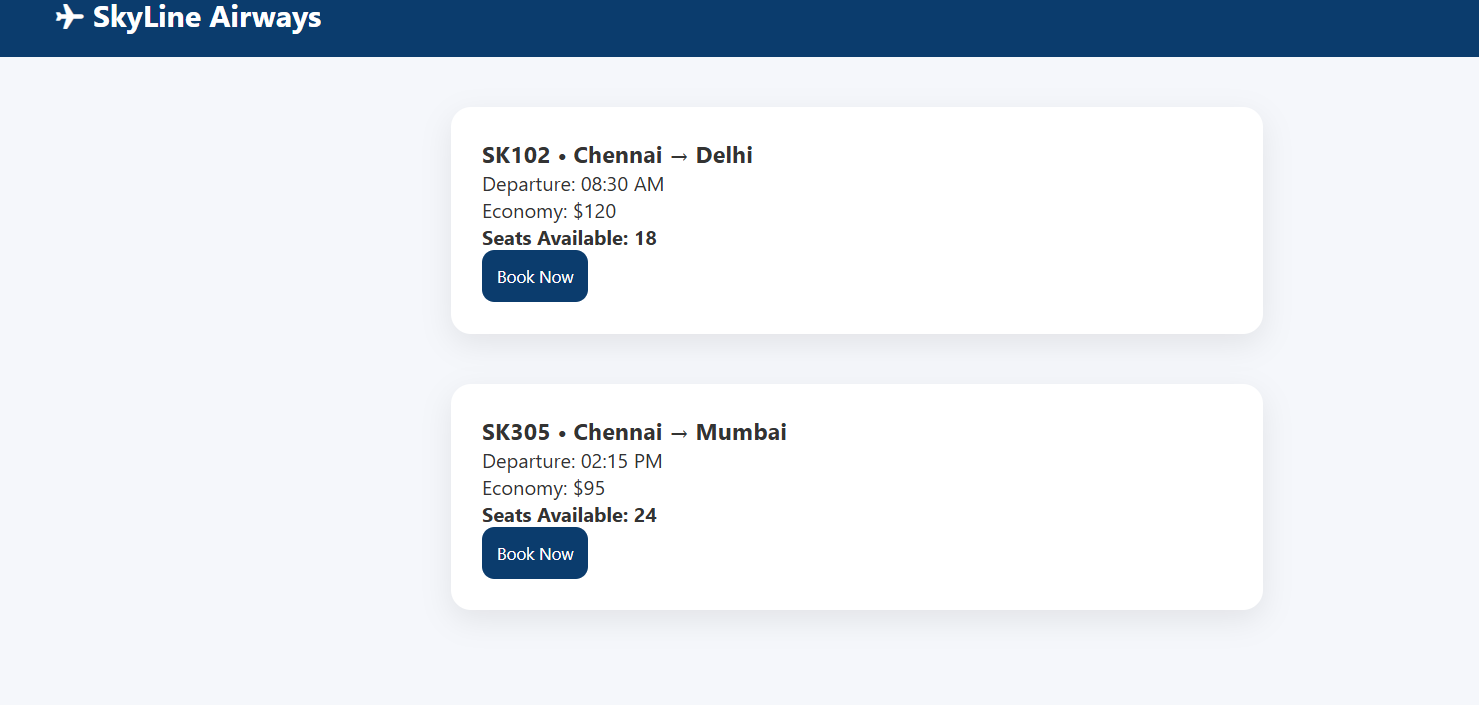 ✈ SkyLine Airways
SK102 • Chennai → Delhi
Departure: 08:30 AM
Economy: $120
Seats Available: 18
Book Now
SK305 • Chennai → Mumbai
Departure: 02:15 PM
Economy: $95
Seats Available: 24
Book Now